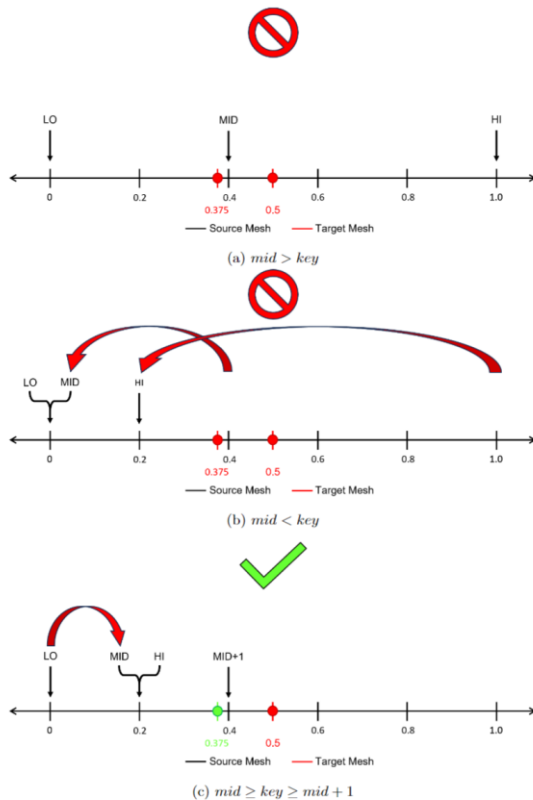 LO MID HI
0 0.2 0.4 0.6 0.8 1.0
0.375 0.5
Source Mesh Target Mesh
(a) mid > key
LO MID HI
0 0.2 0.4 0.6 0.8 1.0
0.375 0.5
Source Mesh Target Mesh
(b) mid < key
LO MID HI MID+1
0 0.2 0.4 0.6 0.8 1.0
0.375 0.5
Source Mesh Target Mesh
(c) mid ≥ key ≥ mid + 1